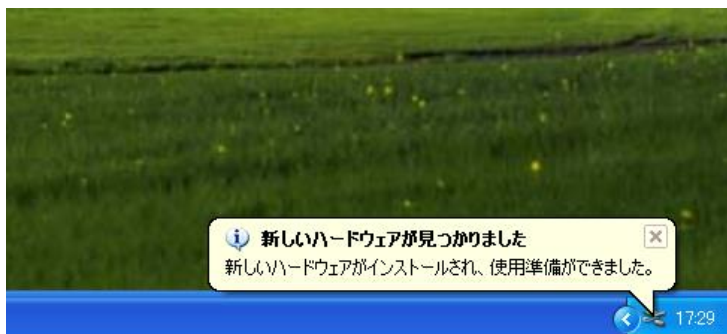 新しいハードウェアが見つかりました
新しいハードウェアがインストールされ、使用準備ができました。
17:29